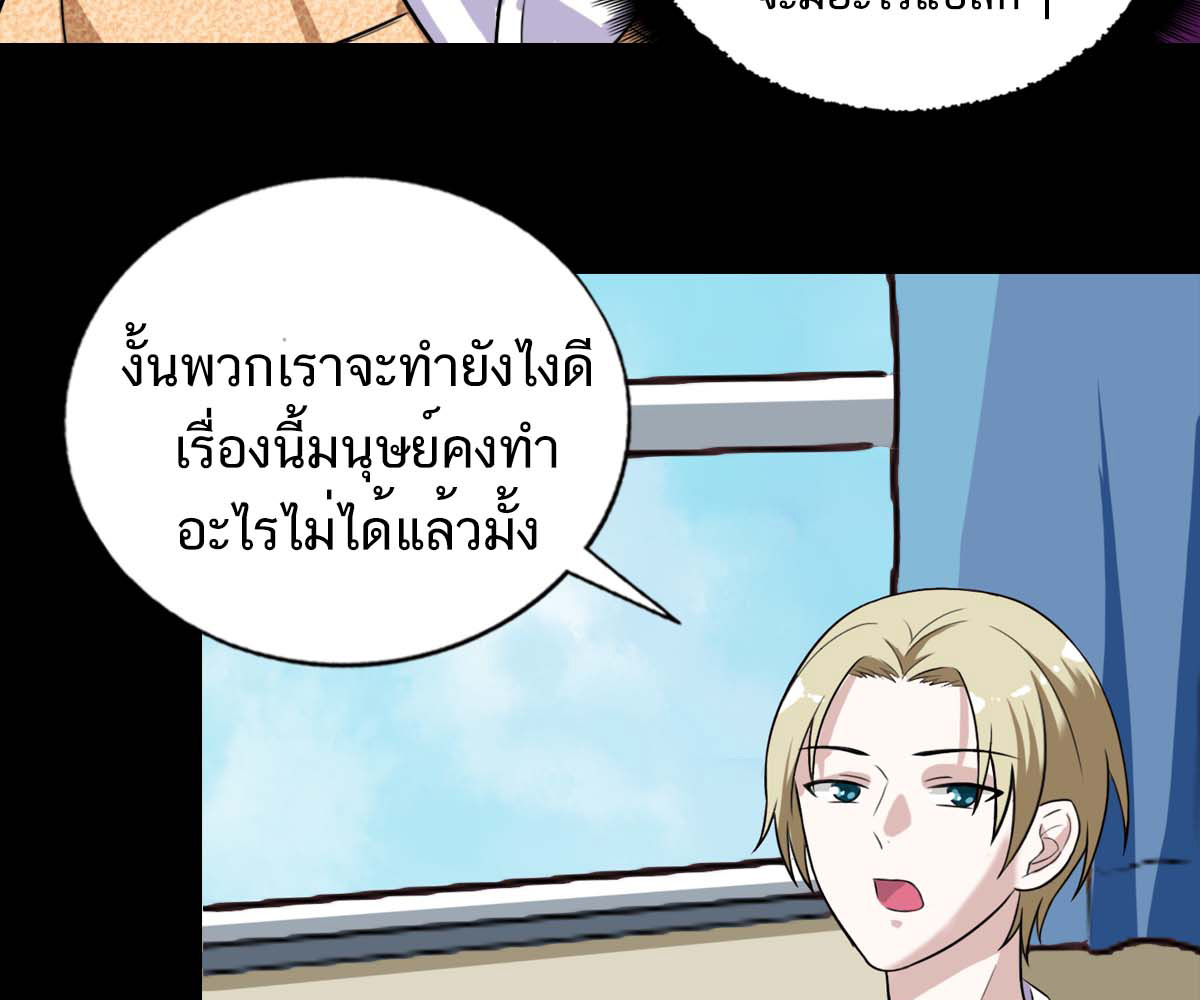 งั้นพวกเราจะทำยังไงดี
เรื่องนี้มนุษย์คงทำ
อะไรไม่ได้แล้วมั้ง